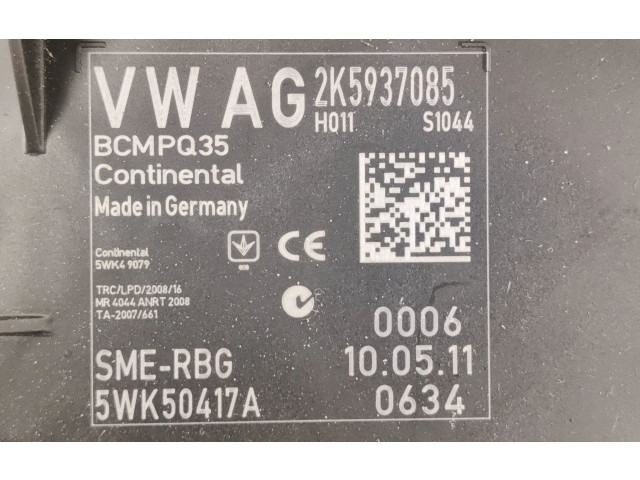 VW AG 2K5937085
H011 S1044
BCMPQ35
Continental
Made in Germany
Continental
5WK4 9079
CE
TRC/LPD/2008/16
MR 4044 ANRT 2008
TA-2007/661
0006
SME-RBG 10.05.11
5WK50417A 0634